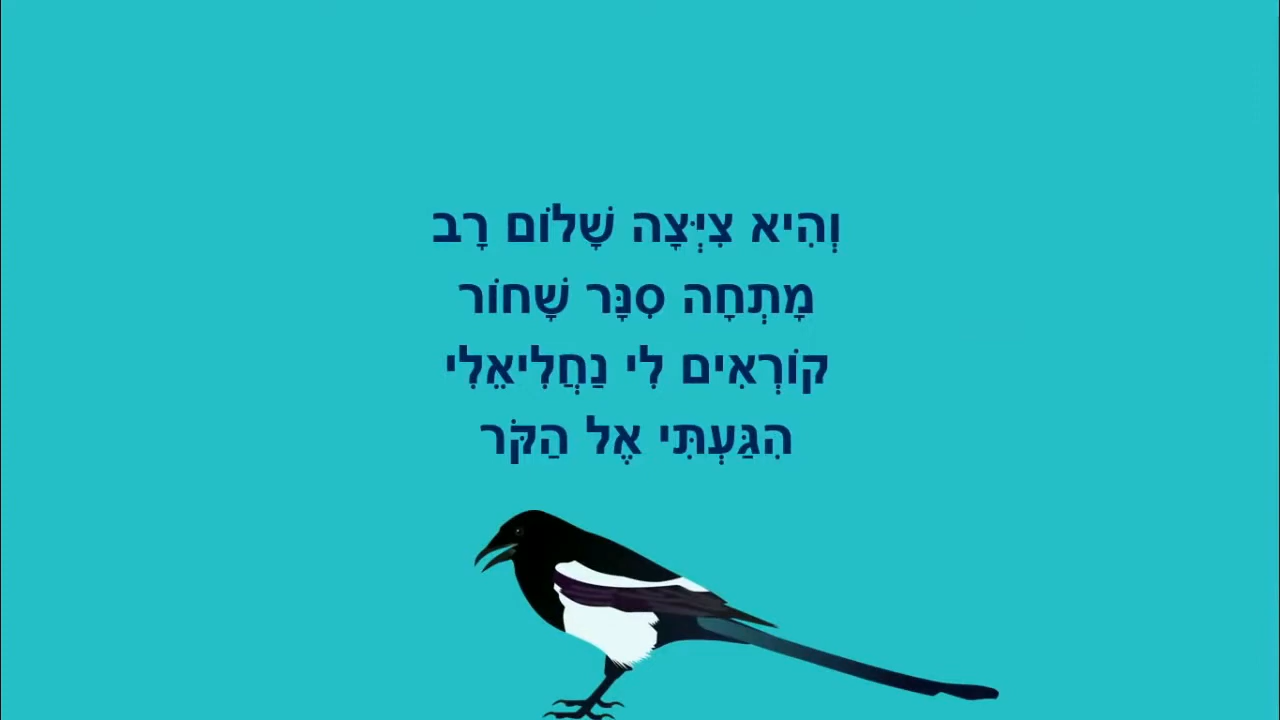 וְהִיא צִיְּצָה שָׁלוֹם רָב
מָתְחָה סִנָּר שָׁחוֹר
קוֹרְאִים לִי נַחֲלִיאֵלִי
הִגַּעְתִּי אֶל הַקֹּר